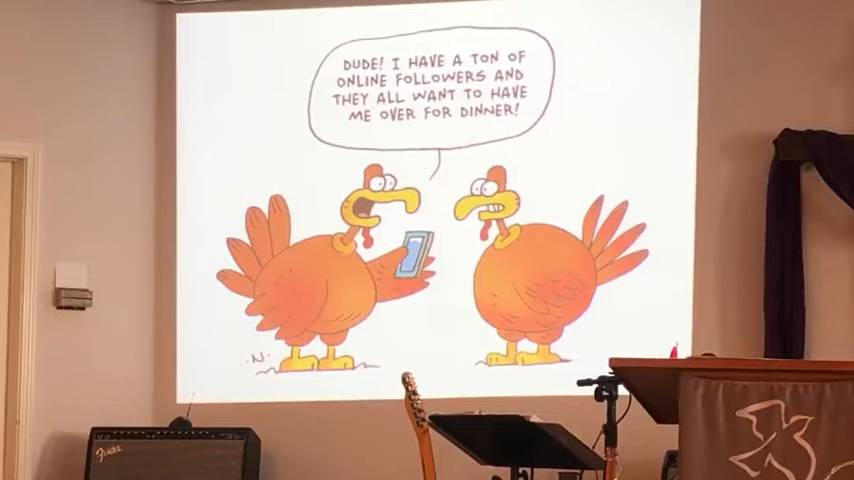 DUDE! I HAVE A TON OF
ONLINE FOLLOWERS AND
THEY ALL WANT TO HAVE
ME OVER FOR DINNER!
·N·
Fender